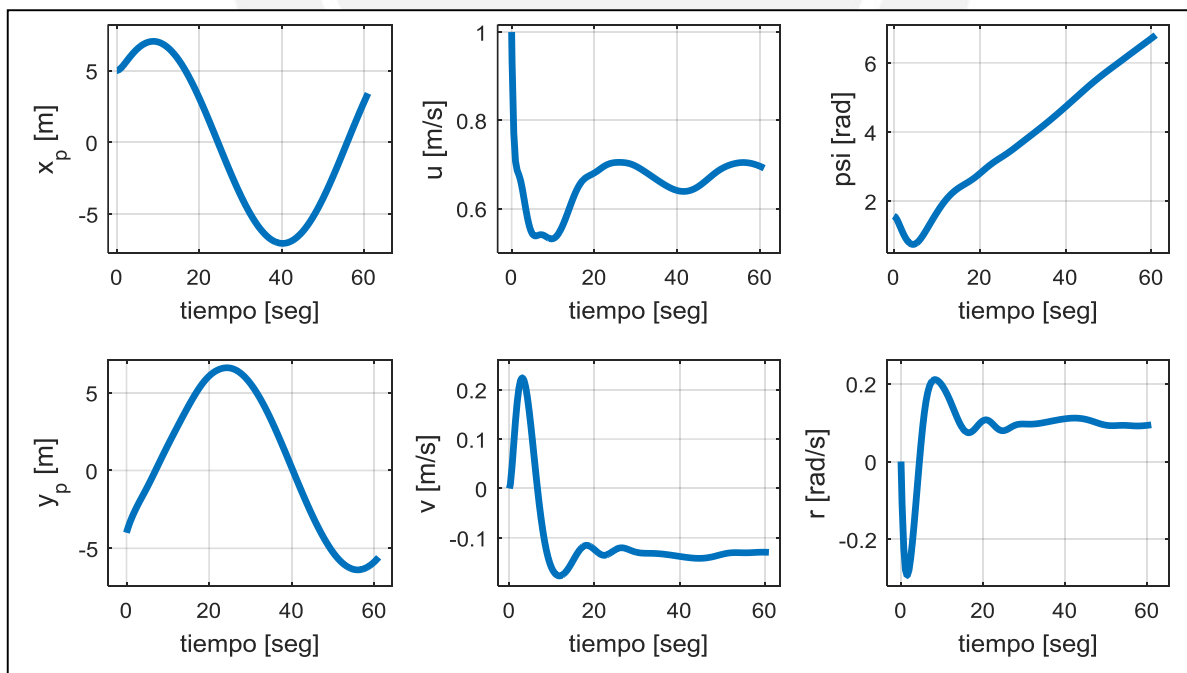 x_p [m]
5
0
-5
0 20 40 60
tiempo [seg]
u [m/s]
1
0.8
0.6
0 20 40 60
tiempo [seg]
psi [rad]
6
4
2
0 20 40 60
tiempo [seg]
y_p [m]
5
0
-5
0 20 40 60
tiempo [seg]
v [m/s]
0.2
0.1
0
-0.1
0 20 40 60
tiempo [seg]
r [rad/s]
0.2
0
-0.2
0 20 40 60
tiempo [seg]